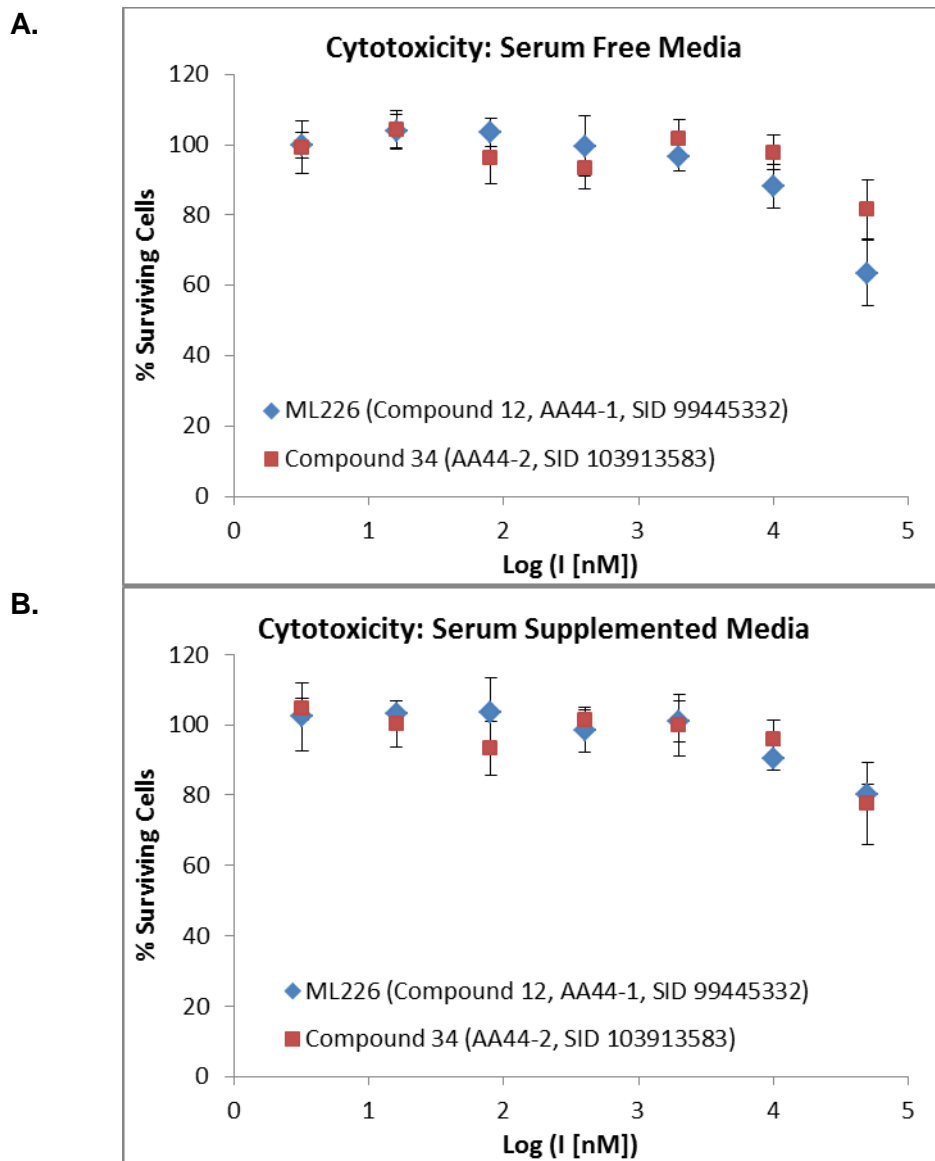 A.
Cytotoxicity: Serum Free Media
120
100
80
60
40
20
0
% Surviving Cells
ML226 (Compound 12, AA44-1, SID 99445332)
Compound 34 (AA44-2, SID 103913583)
0 1 2 3 4 5
Log (I [nM])
B.
Cytotoxicity: Serum Supplemented Media
120
100
80
60
40
20
0
% Surviving Cells
ML226 (Compound 12, AA44-1, SID 99445332)
Compound 34 (AA44-2, SID 103913583)
0 1 2 3 4 5
Log (I [nM])